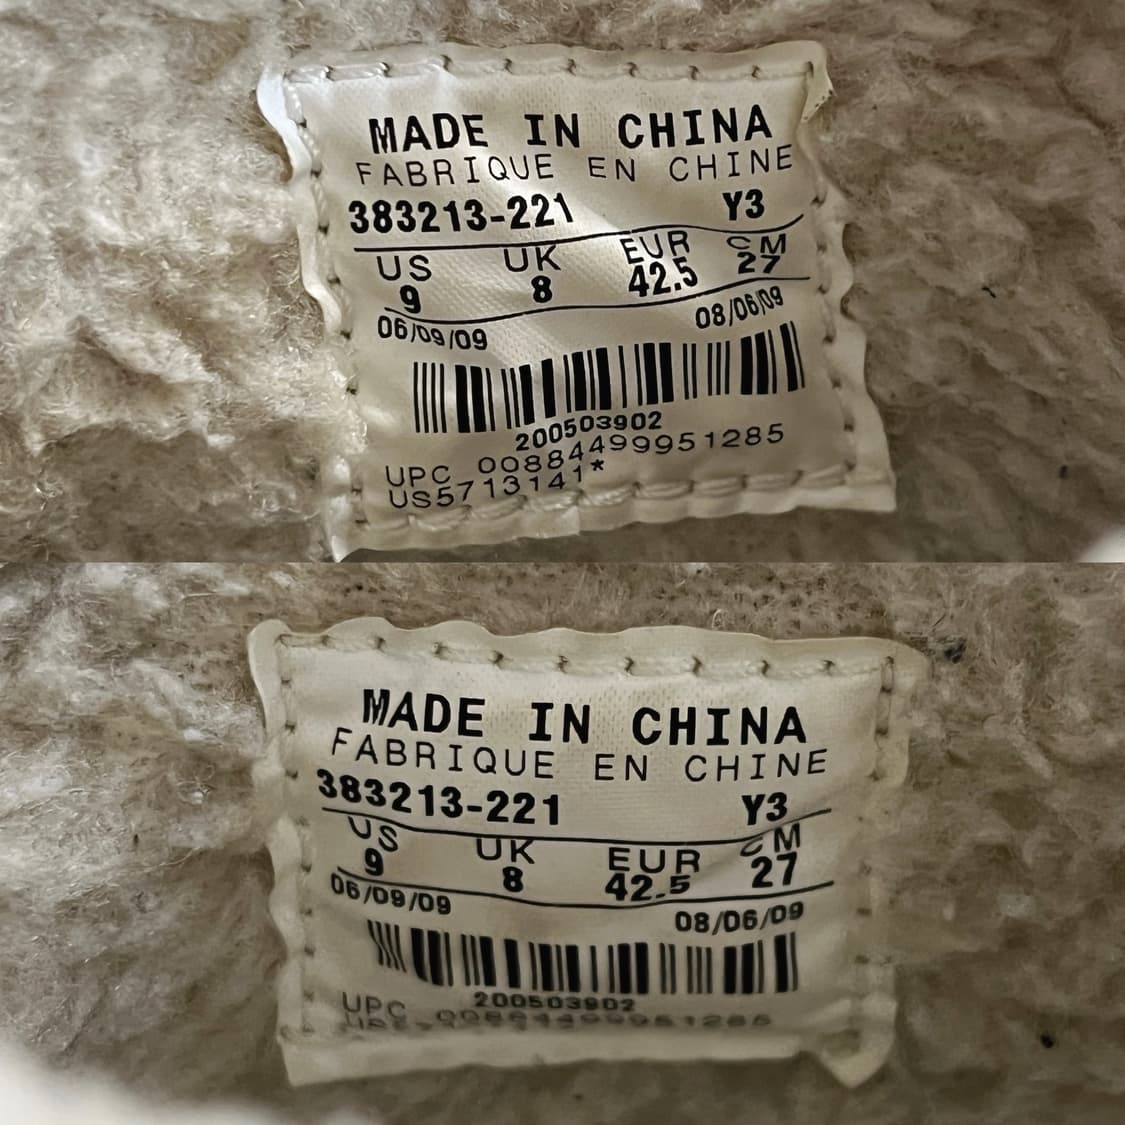 MADE IN CHINA
FABRIQUE EN CHINE
383213-221 Y3
US UK EUR CM
9 8 42.5 27
06/09/09 08/06/09
200503902
UPC 00884499951285
US5713141*
MADE IN CHINA
FABRIQUE EN CHINE
383213-221 Y3
US UK EUR CM
9 8 42.5 27
06/09/09 08/06/09
200503902
UPC 00884499951285